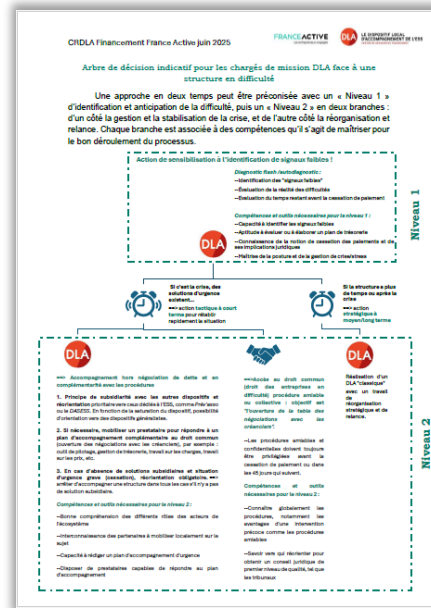 CRDLA Financement France Active juin 2025
FRANCEACTIVE
DLA
LE DISPOSITIF LOCAL
D'ACCOMPAGNEMENT DE L'ESS
Arbre de décision indicatif pour les chargés de mission DLA face à une
structure en difficulté
Une approche en deux temps peut être préconisée avec un « Niveau 1 »
d'identification et anticipation de la difficulté, puis un « Niveau 2 » en deux branches :
d'un côté la gestion et la stabilisation de la crise, et de l'autre côté la réorganisation et
relance. Chaque branche est associée à des compétences qu'il s'agit de maîtriser pour
le bon déroulement du processus.
Action de sensibilisation à l'identification de signaux faibles !
Diagnostic flash /autodiagnostic :
--Identification des "signaux faibles"
--Évaluation de la réalité des difficultés
--Evaluation du temps restant avant la cessation de paiement
Compétences et outils nécessaires pour le niveau 1 :
--Capacité à identifier les signaux faibles
--Aptitude à évaluer ou à élaborer un plan de trésorerie
--Connaissance de la notion de cessation des paiements et de
ses implications juridiques
--Maîtrise de la posture et de la gestion de crise/stress
Niveau 1
DLA
Si c'est la crise, des
solutions d'urgence
existent...
==> action tactique à court
terme pour rétablir
rapidement la situation
Si la structure a plus
de temps ou après la
crise
==> action
stratégique à
moyen/long terme
DLA
==> Accompagnement hors négociation de dette et en
complémentarité avec les procédures
1. Principe de subsidiarité avec les autres dispositifs et
réorientation prioritaire vers ceux dédiés à l'ESS, comme Prév'asso
ou le DASESS. En fonction de la saturation du dispositif, possibilité
d'orientation vers des dispositifs généralistes.
2. Si nécessaire, mobiliser un prestataire pour répondre à un
plan d'accompagnement complémentaire au droit commun
(ouverture des négociations avec les créanciers), par exemple :
outil de pilotage, gestion de trésorerie, travail sur les charges, travail
sur les prix, etc.
3. En cas d'absence de solutions subsidiaires et situation
d'urgence grave (cessation), réorientation obligatoire. ==>
arrêter d'accompagner une structure dans tous les cas s'il n'y a pas
de solution subsidiaire.
Compétences et outils nécessaires pour le niveau 2 :
--Bonne compréhension des différents rôles des acteurs de
l'écosystème
--Interconnaissance des partenaires à mobiliser localement sur le
sujet
--Capacité à rédiger un plan d'accompagnement d'urgence
--Disposer de prestataires capables de répondre au plan
d'accompagnement
==>Accès au droit commun
(droit des entreprises en
difficulté) procédure amiable
ou collective : objectif est
"l'ouverture de la table des
négociations avec les
créanciers".
--Les procédures amiables et
confidentielles doivent toujours
être privilégiées avant la
cessation de paiement ou dans
les 45 jours qui suivent.
Compétences et outils
nécessaires pour le niveau 2 :
--Connaître globalement les
procédures, notamment les
avantages d'une intervention
précoce comme les procédures
amiables
--Savoir vers qui réorienter pour
obtenir un conseil juridique de
premier niveau de qualité, tel que
les tribunaux
DLA
Réalisation d'un
DLA "classique"
avec un travail
de
réorganisation
stratégique et de
relance.
Niveau 2